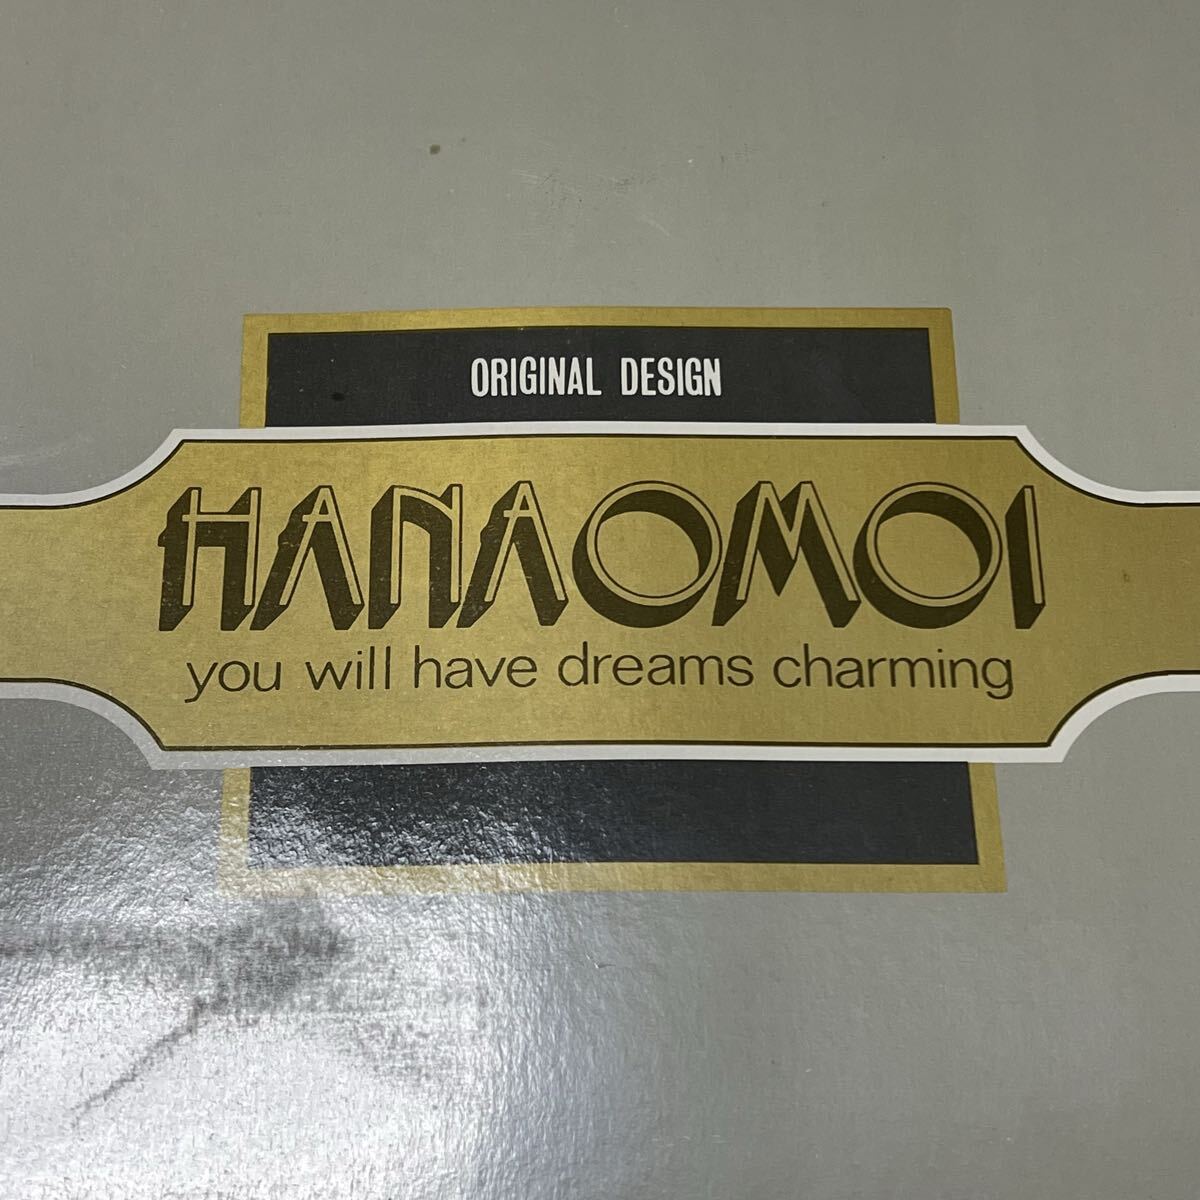 ORIGINAL DESIGN
HANAOMOI
you will have dreams charming